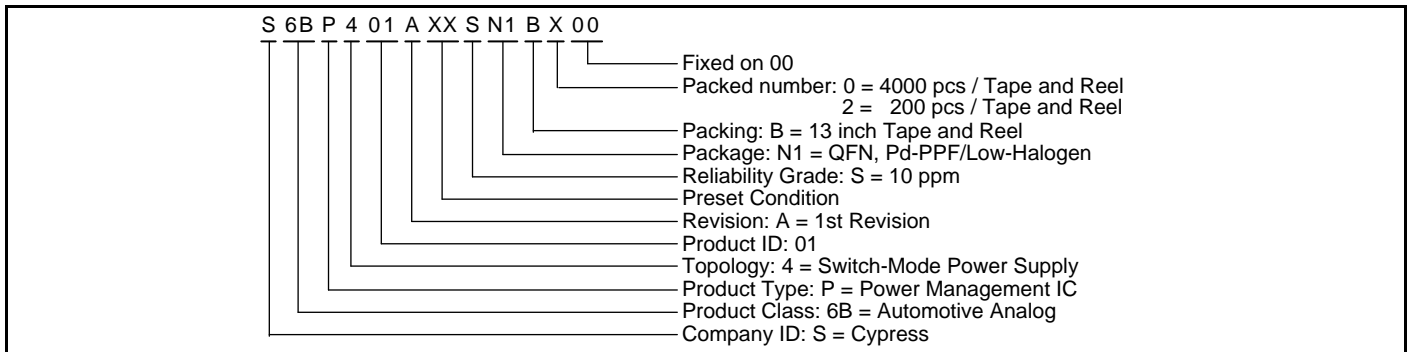 S 6B P 4 01 A XX S N1 B X 00
Fixed on 00
Packed number: 0 = 4000 pcs / Tape and Reel
2 = 200 pcs / Tape and Reel
Packing: B = 13 inch Tape and Reel
Package: N1 = QFN, Pd-PPF/Low-Halogen
Reliability Grade: S = 10 ppm
Preset Condition
Revision: A = 1st Revision
Product ID: 01
Topology: 4 = Switch-Mode Power Supply
Product Type: P = Power Management IC
Product Class: 6B = Automotive Analog
Company ID: S = Cypress